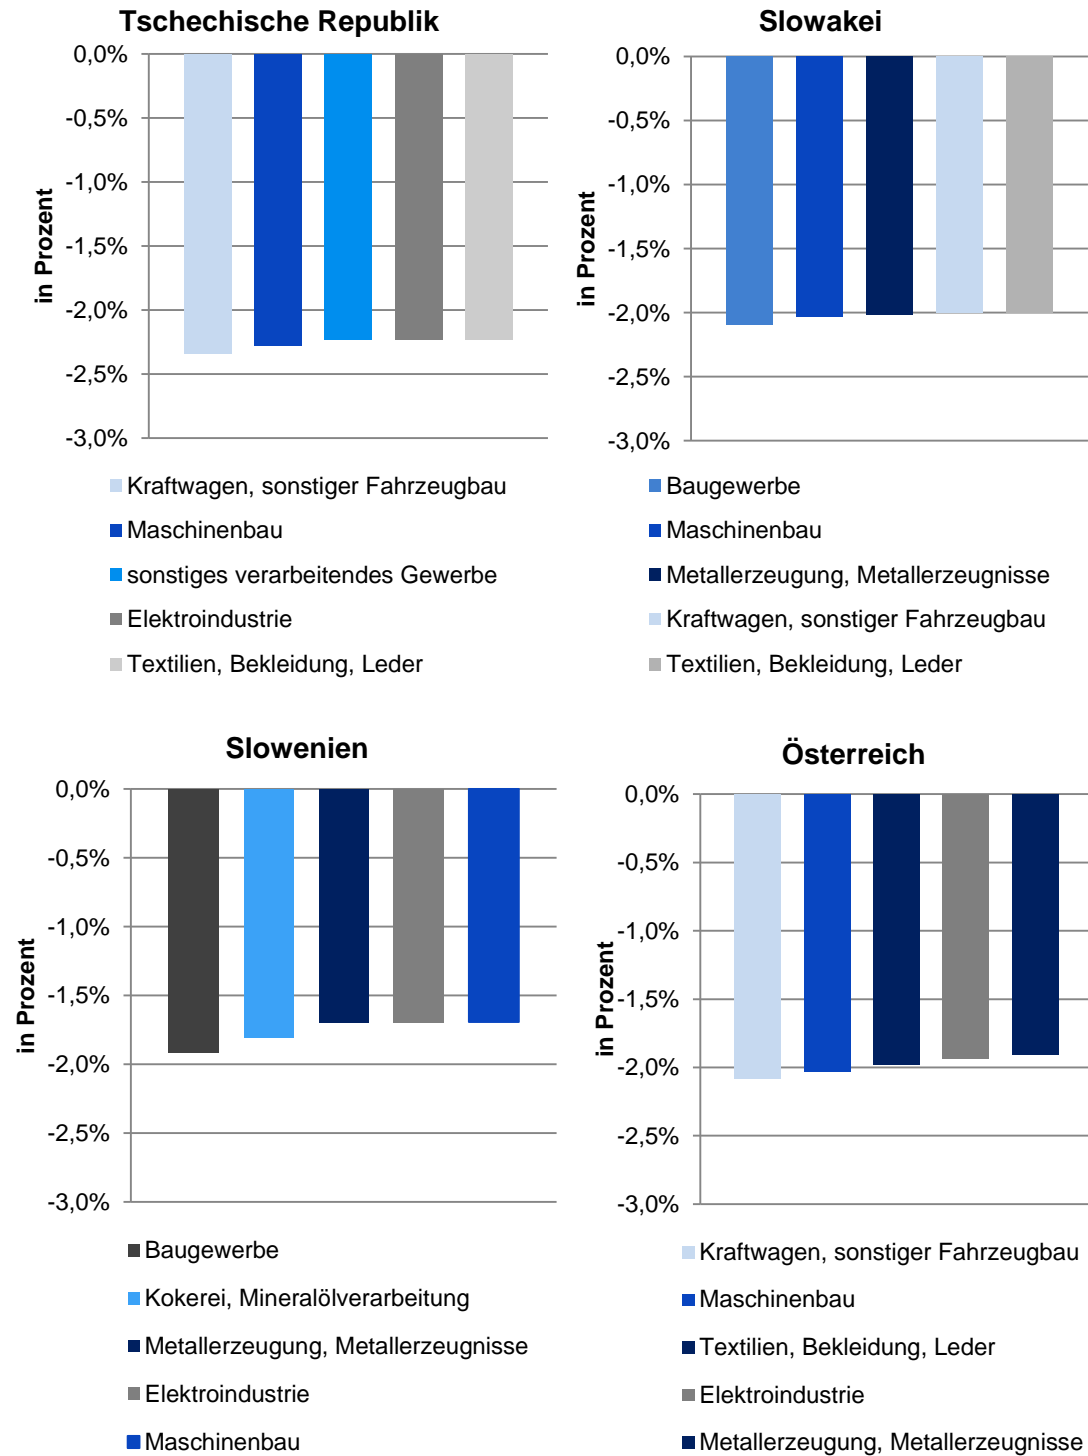 Tschechische Republik
0,0%
-0,5%
-1,0%
-1,5%
-2,0%
-2,5%
-3,0%
in Prozent
Kraftwagen, sonstiger Fahrzeugbau
Maschinenbau
sonstiges verarbeitendes Gewerbe
Elektroindustrie
Textilien, Bekleidung, Leder
Slowakei
0,0%
-0,5%
-1,0%
-1,5%
-2,0%
-2,5%
-3,0%
in Prozent
Baugewerbe
Maschinenbau
Metallerzeugung, Metallerzeugnisse
Kraftwagen, sonstiger Fahrzeugbau
Textilien, Bekleidung, Leder
Slowenien
0,0%
-0,5%
-1,0%
-1,5%
-2,0%
-2,5%
-3,0%
in Prozent
Baugewerbe
Kokerei, Mineralölverarbeitung
Metallerzeugung, Metallerzeugnisse
Elektroindustrie
Maschinenbau
Österreich
0,0%
-0,5%
-1,0%
-1,5%
-2,0%
-2,5%
-3,0%
in Prozent
Kraftwagen, sonstiger Fahrzeugbau
Maschinenbau
Textilien, Bekleidung, Leder
Elektroindustrie
Metallerzeugung, Metallerzeugnisse